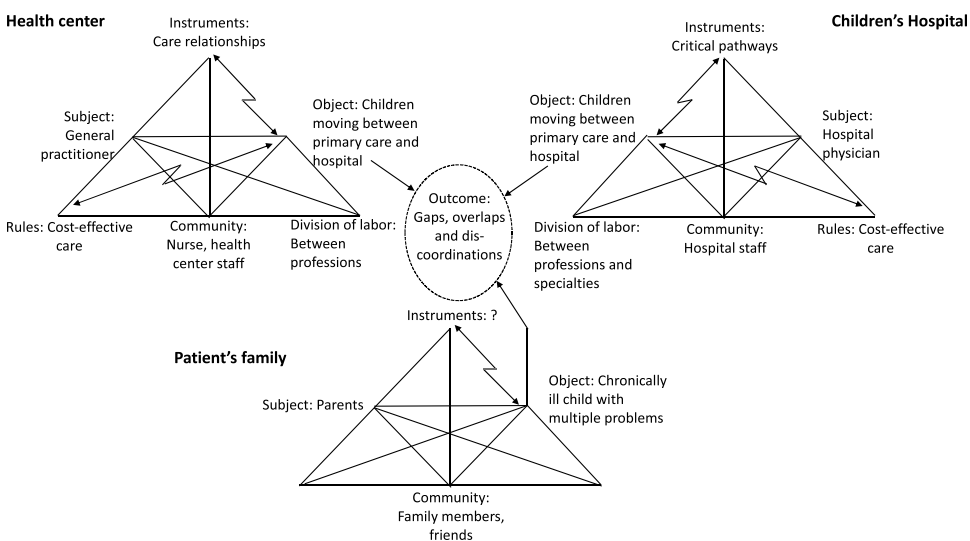 Health center
Instruments:
Care relationships
Subject:
General
practitioner
Object: Children
moving between
primary care and
hospital
Rules: Cost-effective
care
Community:
Nurse, health
center staff
Division of labor:
Between
professions
Children’s Hospital
Instruments:
Critical pathways
Object: Children
moving between
primary care and
hospital
Subject:
Hospital
physician
Division of labor:
Between
professions and
specialties
Community:
Hospital staff
Rules: Cost-effective
care
Outcome:
Gaps, overlaps
and dis-
coordinations
Patient’s family
Instruments: ?
Subject: Parents
Object: Chronically
ill child with
multiple problems
Community:
Family members,
friends